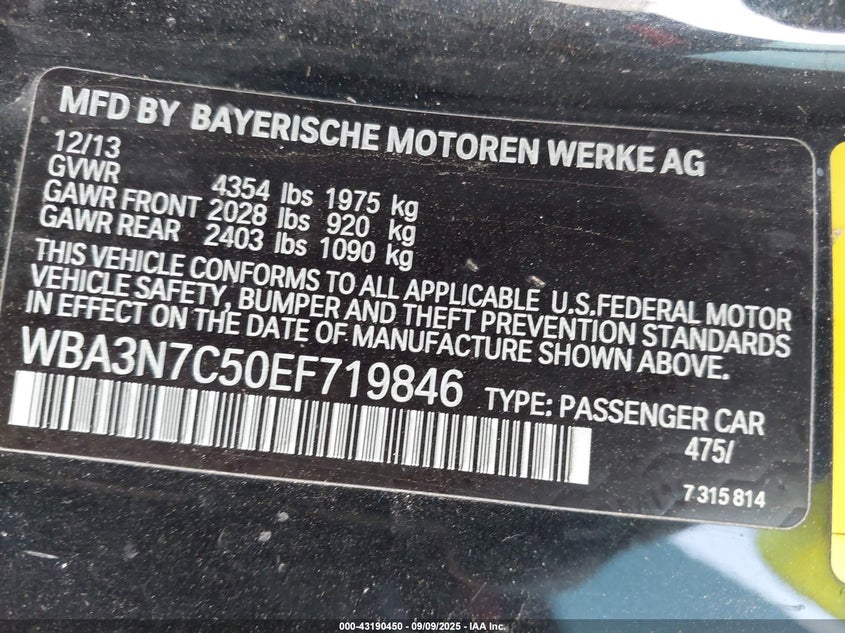 MFD BY BAYERISCHE MOTOREN WERKE AG
12/13
GVWR 4354 lbs 1975 kg
GAWR FRONT 2028 lbs 920 kg
GAWR REAR 2403 lbs 1090 kg
THIS VEHICLE CONFORMS TO ALL APPLICABLE U.S.FEDERAL MOTOR
VEHICLE SAFETY, BUMPER AND THEFT PREVENTION STANDARDS
IN EFFECT ON THE DATE OF MANUFACTURE SHOWN ABOVE.
WBA3N7C50EF719846 TYPE: PASSENGER CAR
475/
7 315 814
000-43190450 - 09/09/2025 - IAA Inc.